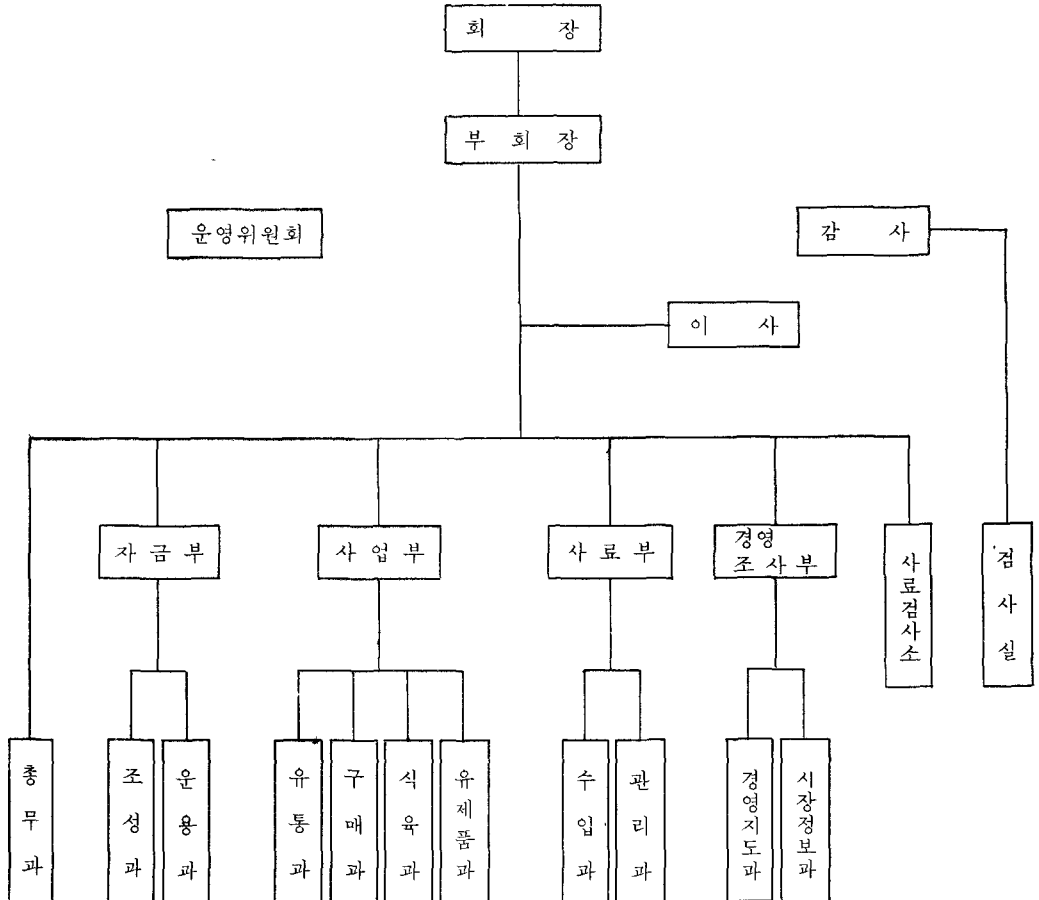 회 장
부 회 장
운영위원회
감 사
이 사
자 금 부
사 업 부
사 료 부
경영
조 사 부
사료검사소
검사실
총무과
조성과
운용과
유통과
구매과
식육과
유제품과
수입과
관리과
경영지도과
시장정보과